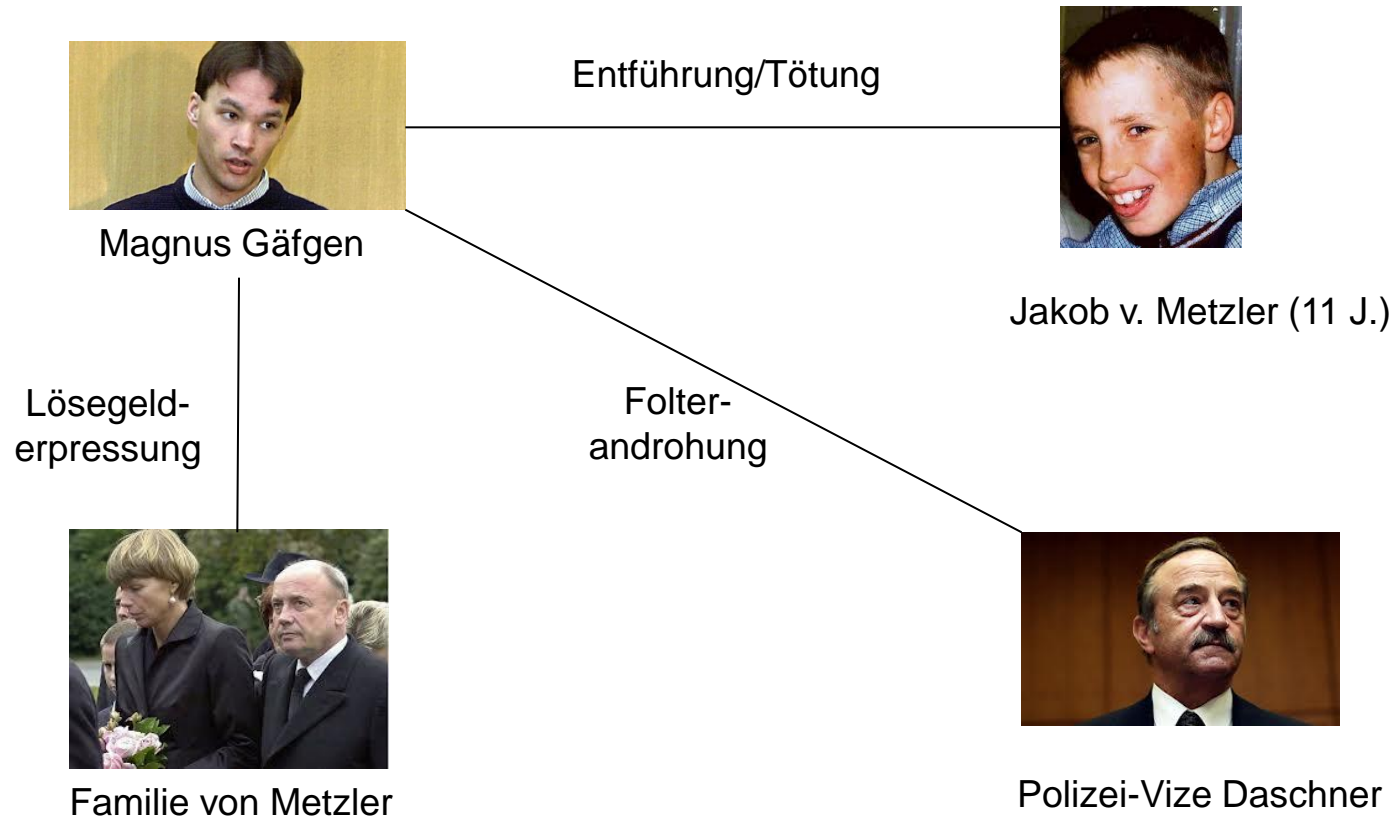 Entführung/Tötung
Magnus Gäfgen
Jakob v. Metzler (11 J.)
Lösegeld-
erpressung
Folter-
androhung
Familie von Metzler
Polizei-Vize Daschner